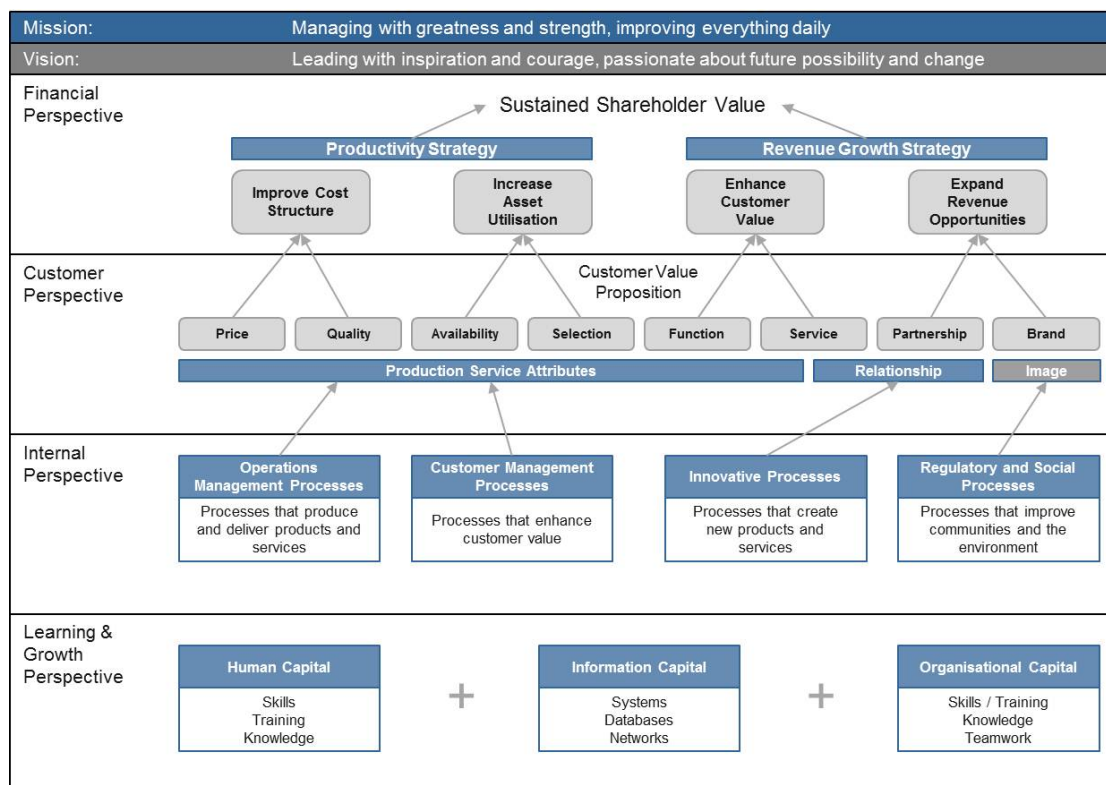 Mission: Managing with greatness and strength, improving everything daily
Vision: Leading with inspiration and courage, passionate about future possibility and change
Financial
Perspective
Sustained Shareholder Value
Productivity Strategy
Revenue Growth Strategy
Improve Cost
Structure
Increase
Asset
Utilisation
Enhance
Customer
Value
Expand
Revenue
Opportunities
Customer
Perspective
Customer Value
Proposition
Price
Quality
Availability
Selection
Function
Service
Partnership
Brand
Production Service Attributes
Relationship
Image
Internal
Perspective
Operations
Management Processes
Processes that produce
and deliver products and
services
Customer Management
Processes
Processes that enhance
customer value
Innovative Processes
Processes that create
new products and
services
Regulatory and Social
Processes
Processes that improve
communities and the
environment
Learning &
Growth
Perspective
Human Capital
Skills
Training
Knowledge
+
Information Capital
Systems
Databases
Networks
+
Organisational Capital
Skills / Training
Knowledge
Teamwork